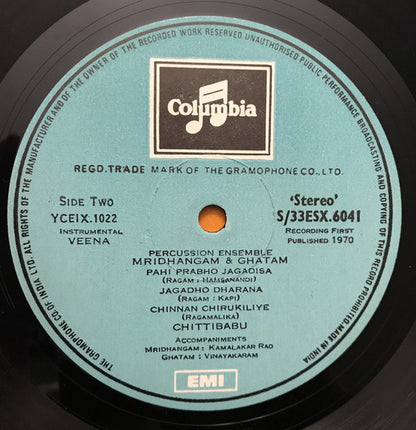 ALL RIGHTS OF THE MANUFACTURER AND OF THE OWNER OF THE RECORDED WORK RESERVED UNAUTHORISED PUBLIC PERFORMANCE BROADCASTING AND COPYING OF THIS RECORD PROHIBITED. MADE IN INDIA
THE GRAMOPHONE CO. OF INDIA LTD.
Columbia
REGD. TRADE MARK OF THE GRAMOPHONE CO., LTD.
SIDE TWO
YCEIX.1022
INSTRUMENTAL
VEENA
'Stereo'
S/33ESX.6041
RECORDING FIRST
PUBLISHED 1970
PERCUSSION ENSEMBLE
MRIDHANGAM & GHATAM
PAHI PRABHO JAGADISA
(RAGAM: HAMSANANDI)
JAGADHO DHARANA
(RAGAM: KAPI)
CHINNAN CHIRUKILIYE
(RAGAMALIKA)
CHITTIBABU
ACCOMPANIMENTS
MRIDHANGAM: KAMALAKAR RAO
GHATAM: VINAYAKARAM
EMI